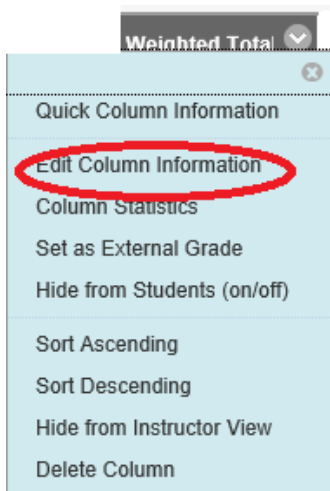 Weighted Total
Quick Column Information
Edit Column Information
Column Statistics
Set as External Grade
Hide from Students (on/off)
Sort Ascending
Sort Descending
Hide from Instructor View
Delete Column